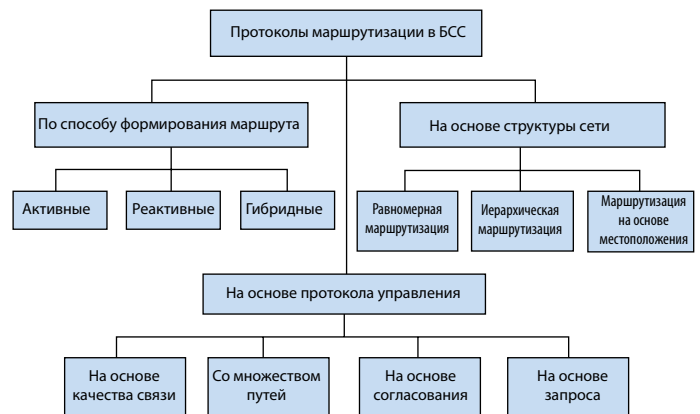 Протоколы маршрутизации в БСС
По способу формирования маршрута
На основе структуры сети
Активные
Реактивные
Гибридные
Равномерная
маршрутизация
Иерархическая
маршрутизация
Маршрутизация
на основе
местоположения
На основе протокола управления
На основе
качества связи
Со множеством
путей
На основе
согласования
На основе
запроса